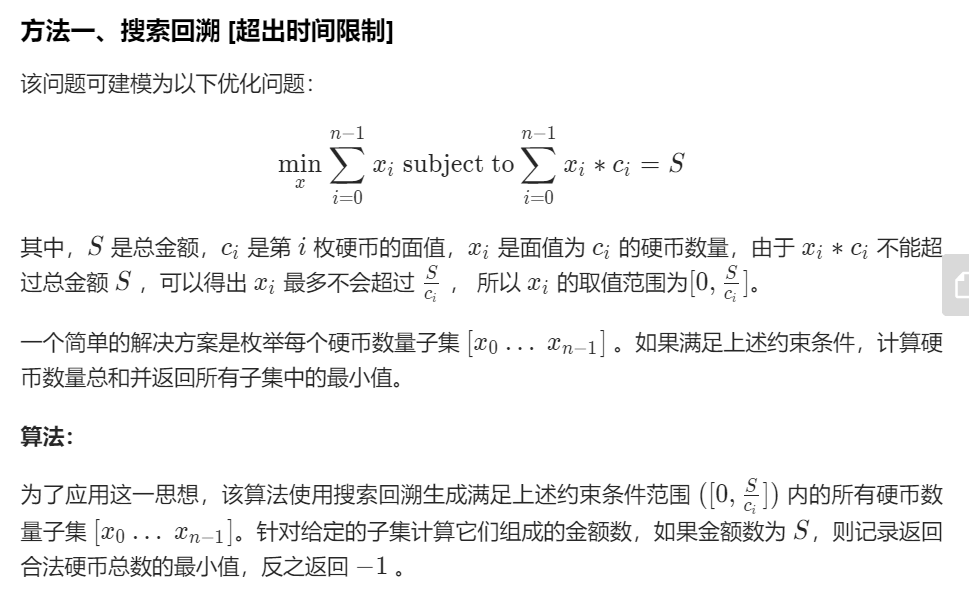 方法一、搜索回溯 [超出时间限制]
该问题可建模为以下优化问题：
$\min_{x} \sum_{i=0}^{n-1} x_i \text{ subject to} \sum_{i=0}^{n-1} x_i * c_i = S$
其中，$S$ 是总金额，$c_i$ 是第 $i$ 枚硬币的面值，$x_i$ 是面值为 $c_i$ 的硬币数量，由于 $x_i * c_i$ 不能超
过总金额 $S$ ，可以得出 $x_i$ 最多不会超过 $\frac{S}{c_i}$ ， 所以 $x_i$ 的取值范围为$[0, \frac{S}{c_i}]$。
一个简单的解决方案是枚举每个硬币数量子集 $[x_0 \dots x_{n-1}]$ 。如果满足上述约束条件，计算硬
币数量总和并返回所有子集中的最小值。
算法：
为了应用这一思想，该算法使用搜索回溯生成满足上述约束条件范围 $([0, \frac{S}{c_i}])$ 内的所有硬币数
量子集 $[x_0 \dots x_{n-1}]$。针对给定的子集计算它们组成的金额数，如果金额数为 $S$，则记录返回
合法硬币总数的最小值，反之返回 $-1$ 。